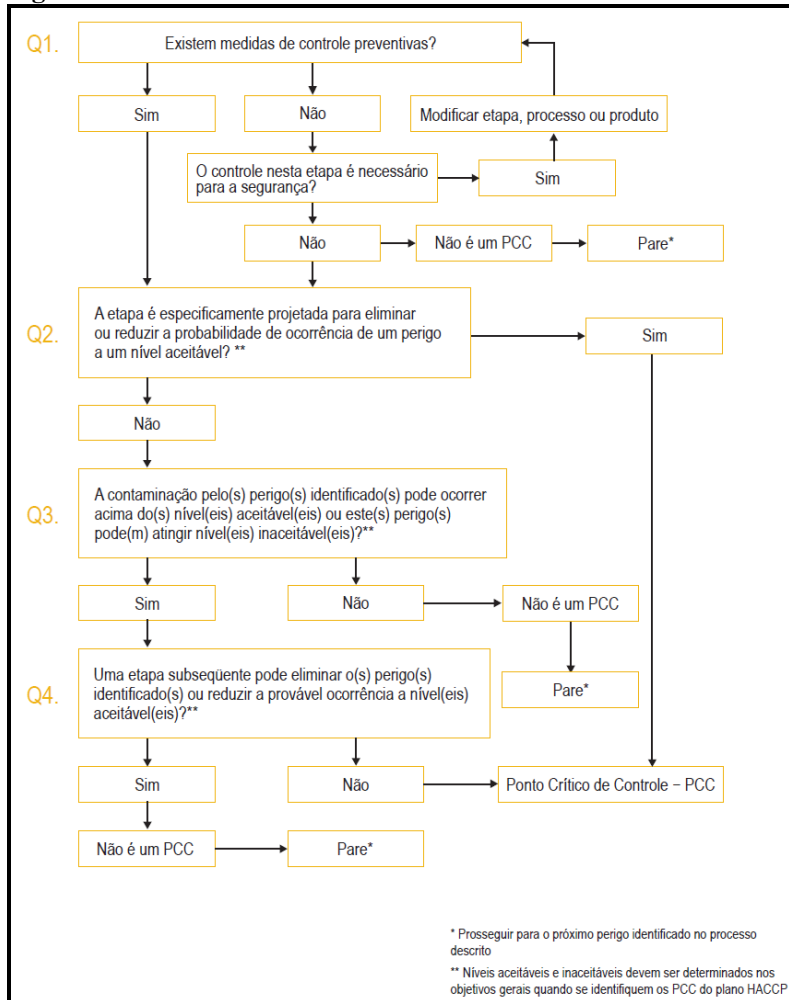 Q1.
Existem medidas de controle preventivas?
Sim
Não
Modificar etapa, processo ou produto
O controle nesta etapa é necessário
para a segurança?
Sim
Não
Não é um PCC
Pare*
Q2.
A etapa é especificamente projetada para eliminar
ou reduzir a probabilidade de ocorrência de um perigo
a um nível aceitável? **
Sim
Não
Q3.
A contaminação pelo(s) perigo(s) identificado(s) pode ocorrer
acima do(s) nível(eis) aceitável(eis) ou este(s) perigo(s)
pode(m) atingir nível(eis) inaceitável(eis)?**
Sim
Não
Não é um PCC
Pare*
Q4.
Uma etapa subseqüente pode eliminar o(s) perigo(s)
identificado(s) ou reduzir a provável ocorrência a nível(eis)
aceitável(eis)?**
Sim
Não
Ponto Crítico de Controle – PCC
Não é um PCC
Pare*
* Prosseguir para o próximo perigo identificado no processo
descrito
** Níveis aceitáveis e inaceitáveis devem ser determinados nos
objetivos gerais quando se identifiquem os PCC do plano HACCP